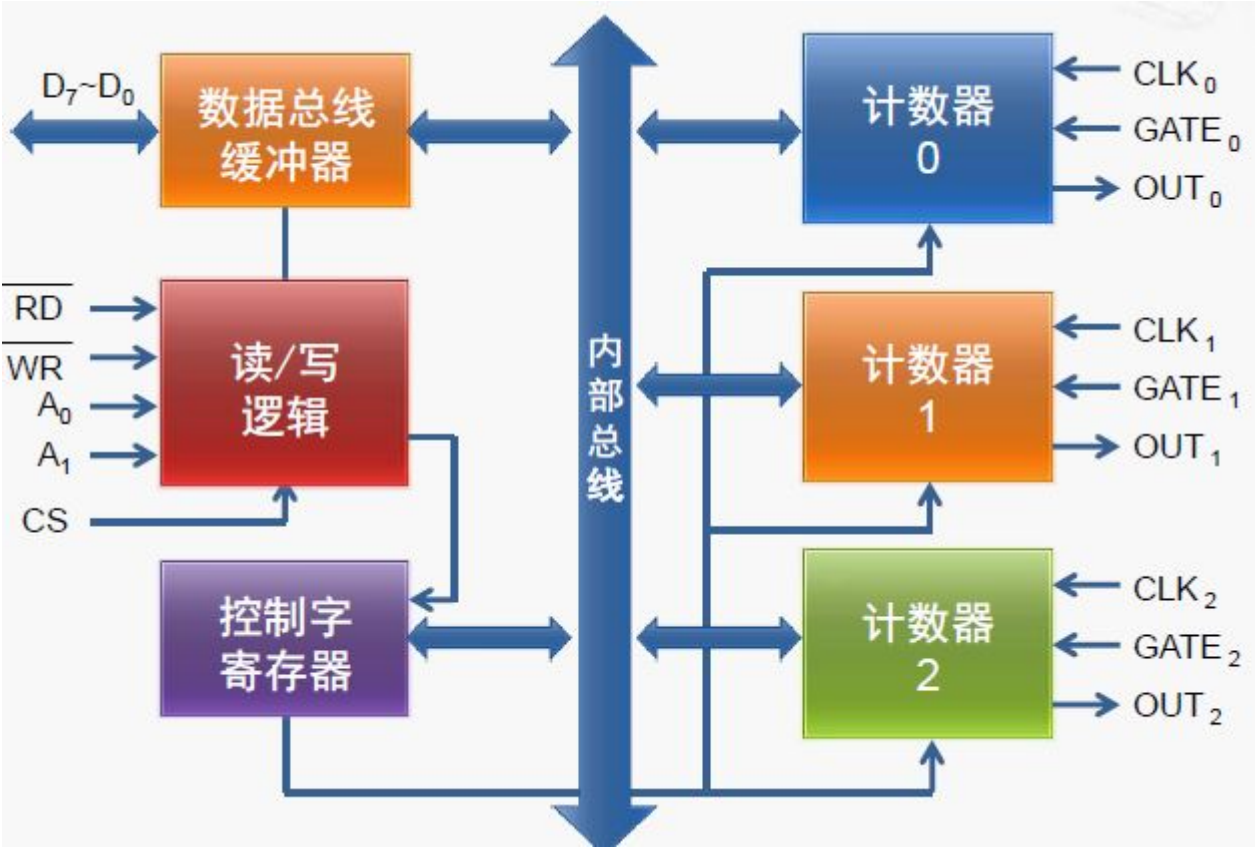 D7~D0
数据总线
缓冲器
RD
WR
A0
A1
CS
读/写
逻辑
控制字
寄存器
内部总线
计数器
0
CLK0
GATE0
OUT0
计数器
1
CLK1
GATE1
OUT1
计数器
2
CLK2
GATE2
OUT2